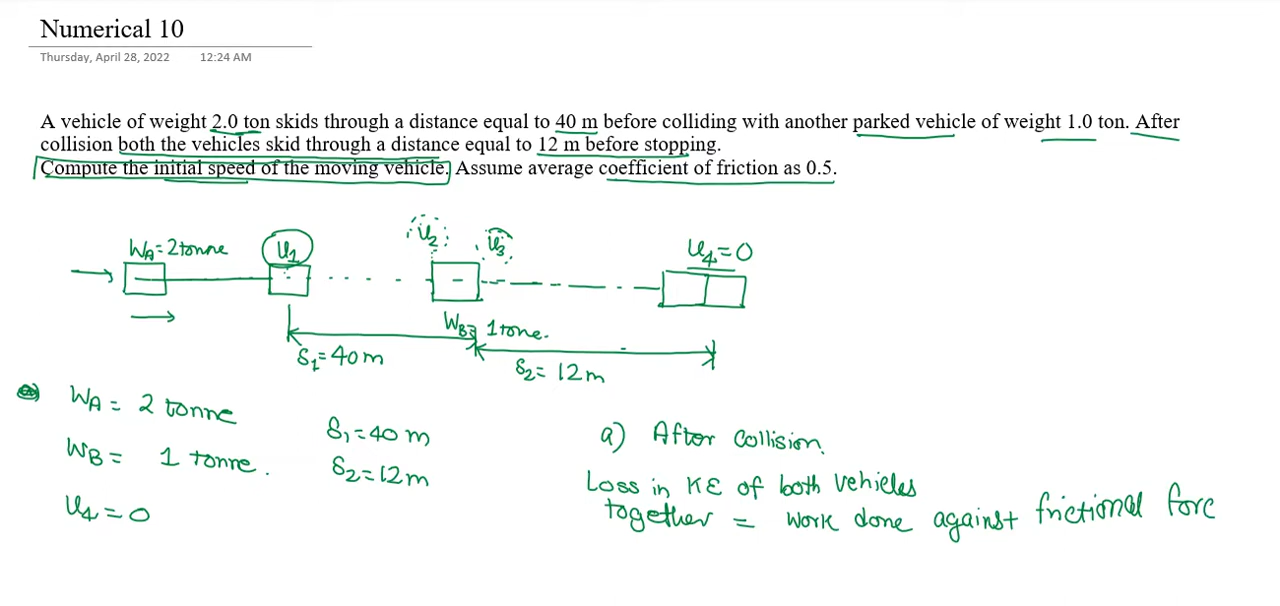 Numerical 10
Thursday, April 28, 2022 12:24 AM
A vehicle of weight 2.0 ton skids through a distance equal to 40 m before colliding with another parked vehicle of weight 1.0 ton. After
collision both the vehicles skid through a distance equal to 12 m before stopping.
Compute the initial speed of the moving vehicle. Assume average coefficient of friction as 0.5.
WA=2tonne u1 u2 u3 u4=0
WB= 1 tone.
S1=40m
S2= 12m
WA= 2 tonne
WB= 1 tonne.
u4=0
S1=40m
S2=12m
a) After Collision.
Loss in KE of both vehicles
together = work done against frictional forc